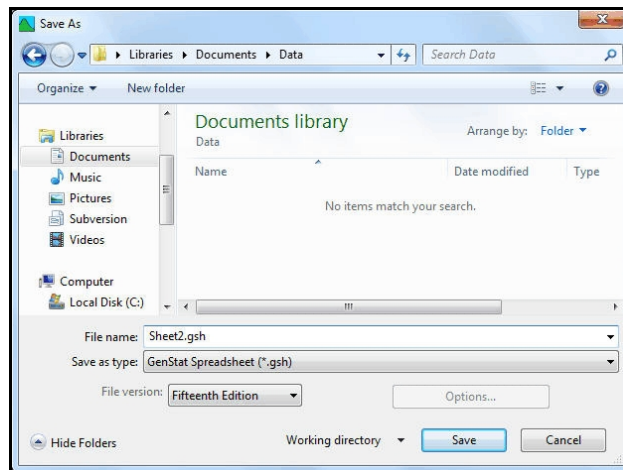 Save As
Libraries Documents Data Search Data
Organize New folder
Libraries
Documents
Music
Pictures
Subversion
Videos
Computer
Local Disk (C:)
Documents library
Data
Arrange by: Folder
Name Date modified Type
No items match your search.
File name: Sheet2.gsh
Save as type: GenStat Spreadsheet (*.gsh)
File version: Fifteenth Edition Options...
Hide Folders Working directory Save Cancel